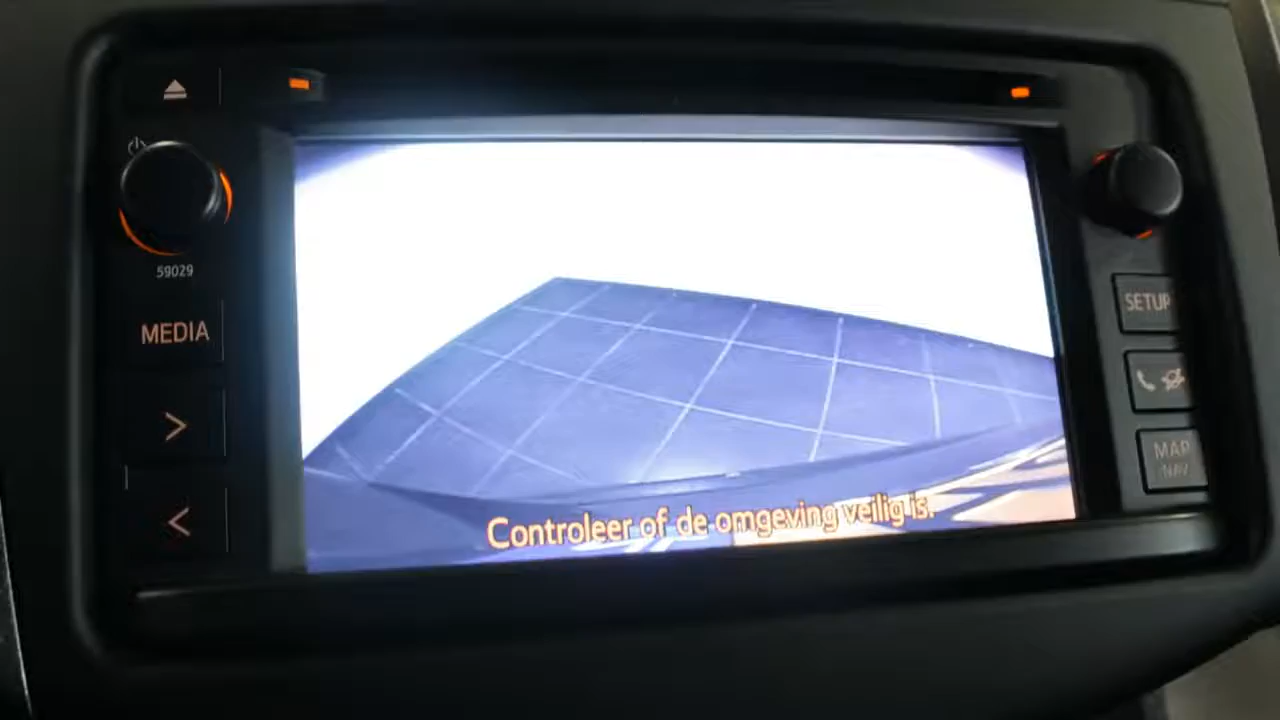 59029
MEDIA
SETUP
MAP
NAV
Controleer of de omgeving veilig is.